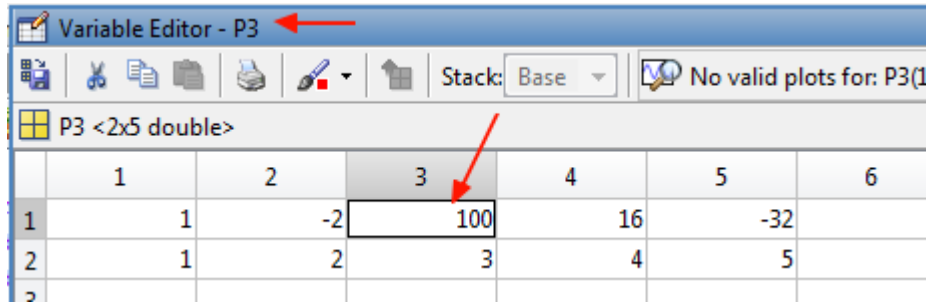 Variable Editor - P3
Stack: Base No valid plots for: P3(1
P3 <2x5 double>
1 2 3 4 5 6
1 1 -2 100 16 -32
2 1 2 3 4 5
3